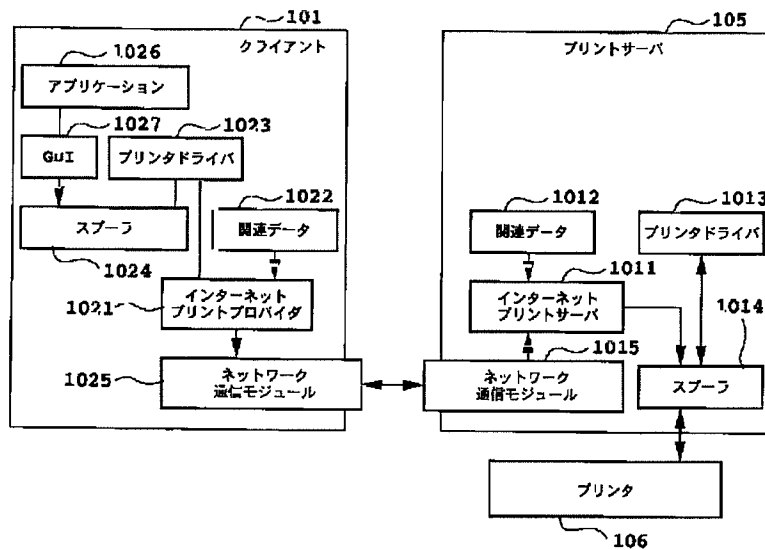 101
クライアント
1026
アプリケーション
1027
1023
GUI
プリンタドライバ
1022
スプーラ
関連データ
1024
1021
インターネット
プリントプロバイダ
1025
ネットワーク
通信モジュール
105
プリントサーバ
1012
1013
関連データ
プリンタドライバ
1011
インターネット
プリントサーバ
1014
1015
ネットワーク
通信モジュール
スプーラ
プリンタ
106